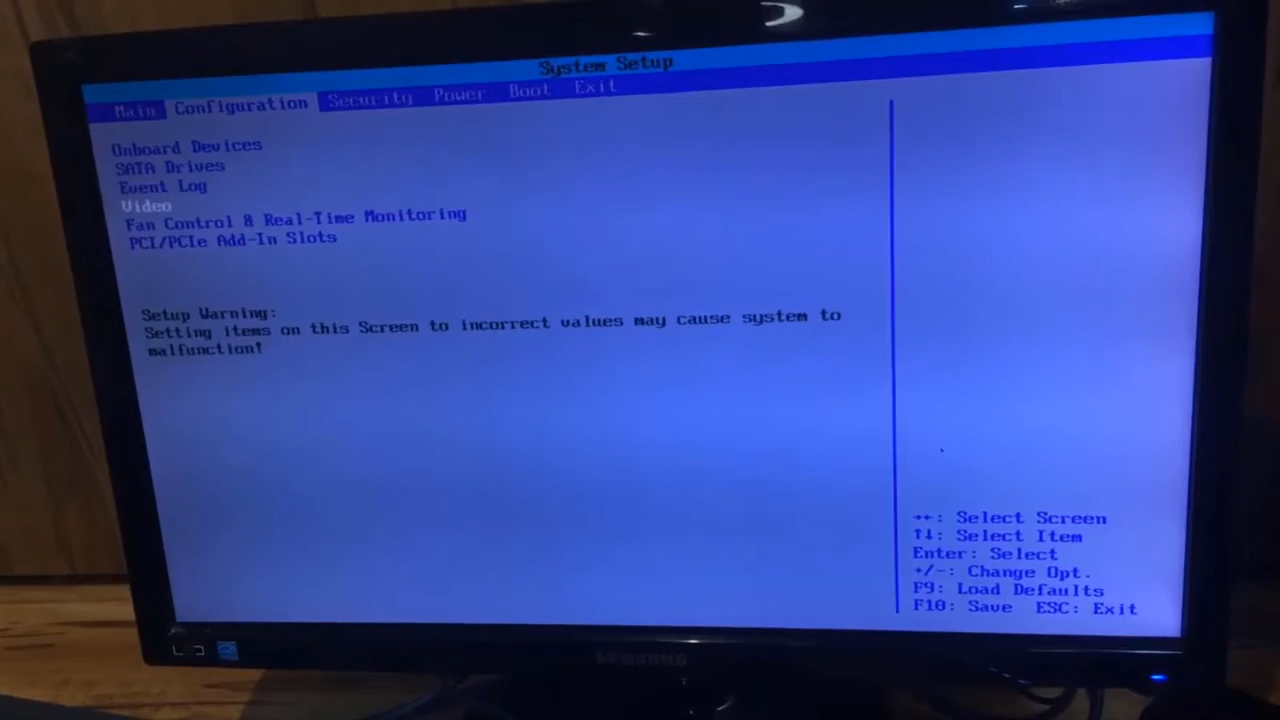 System Setup
Main Configuration Security Power Boot Exit
Onboard Devices
SATA Drives
Event Log
Video
Fan Control & Real-Time Monitoring
PCI/PCIe Add-In Slots
Setup Warning:
Setting items on this Screen to incorrect values may cause system to
malfunction!
→←: Select Screen
↑↓: Select Item
Enter: Select
+/-: Change Opt.
F9: Load Defaults
F10: Save ESC: Exit
SAMSUNG